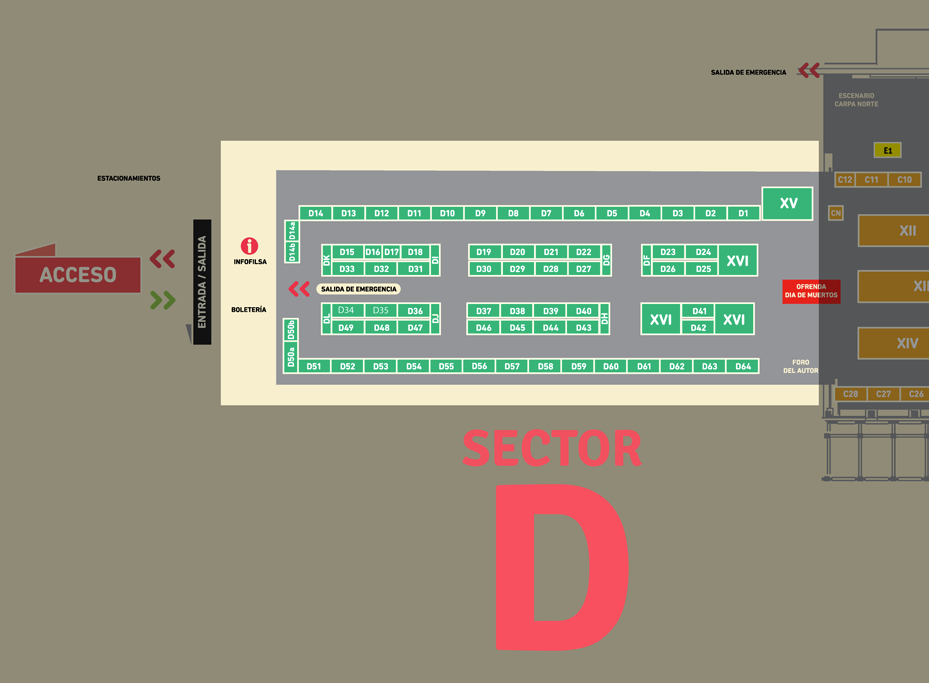 SALIDA DE EMERGENCIA
ESCENARIO
CARPA NORTE
E1
ESTACIONAMIENTOS
C12 C11 C10
XV
D14 D13 D12 D11 D10 D9 D8 D7 D6 D5 D4 D3 D2 D1
CN
D14a
D14b
XII
ENTRADA / SALIDA
ACCESO
INFOFILSA
DK D15 D16 D17 D18 DI
D33 D32 D31
D19 D20 D21 D22 DG
D30 D29 D28 D27
DF D23 D24 XVI
D26 D25
SALIDA DE EMERGENCIA
OFRENDA
DIA DE MUERTOS
BOLETERÍA
DL D34 D35 D36 DJ
D49 D48 D47
D37 D38 D39 D40 DH
D46 D45 D44 D43
XVI D41 XVI
D42
D50b
D50a
XIV
D51 D52 D53 D54 D55 D56 D57 D58 D59 D60 D61 D62 D63 D64
FORO
DEL AUTOR
C28 C27 C26
SECTOR
D